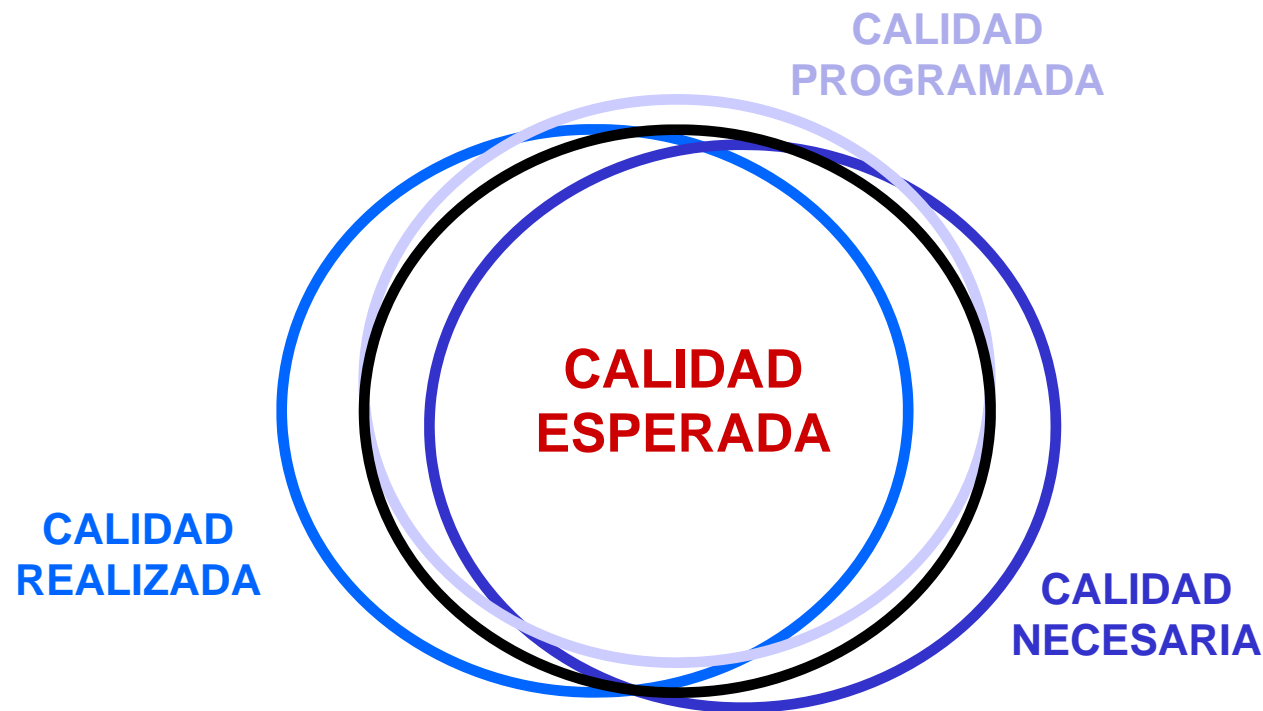 CALIDAD
PROGRAMADA
CALIDAD
ESPERADA
CALIDAD
REALIZADA
CALIDAD
NECESARIA